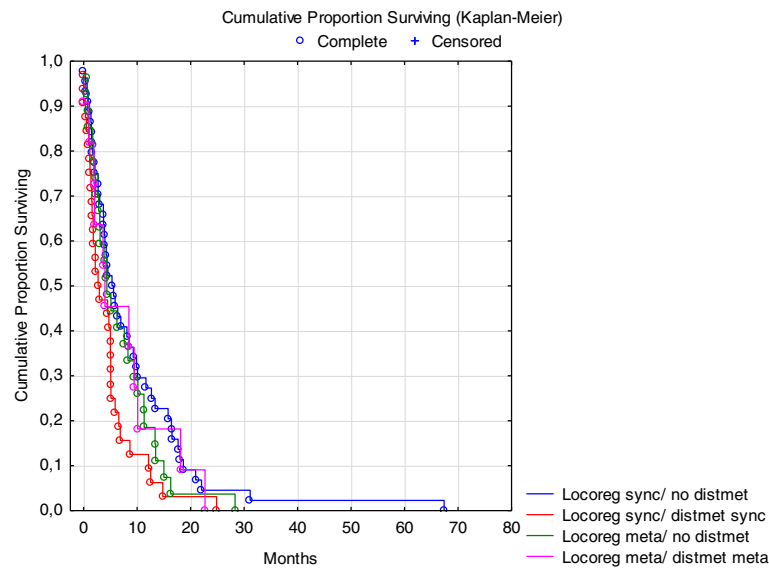 Cumulative Proportion Surviving (Kaplan-Meier)
Complete Censored
1,0
0,9
0,8
0,7
0,6
0,5
0,4
0,3
0,2
0,1
0,0
Cumulative Proportion Surviving
0 10 20 30 40 50 60 70 80
Months
Locoreg sync/ no distmet
Locoreg sync/ distmet sync
Locoreg meta/ no distmet
Locoreg meta/ distmet meta